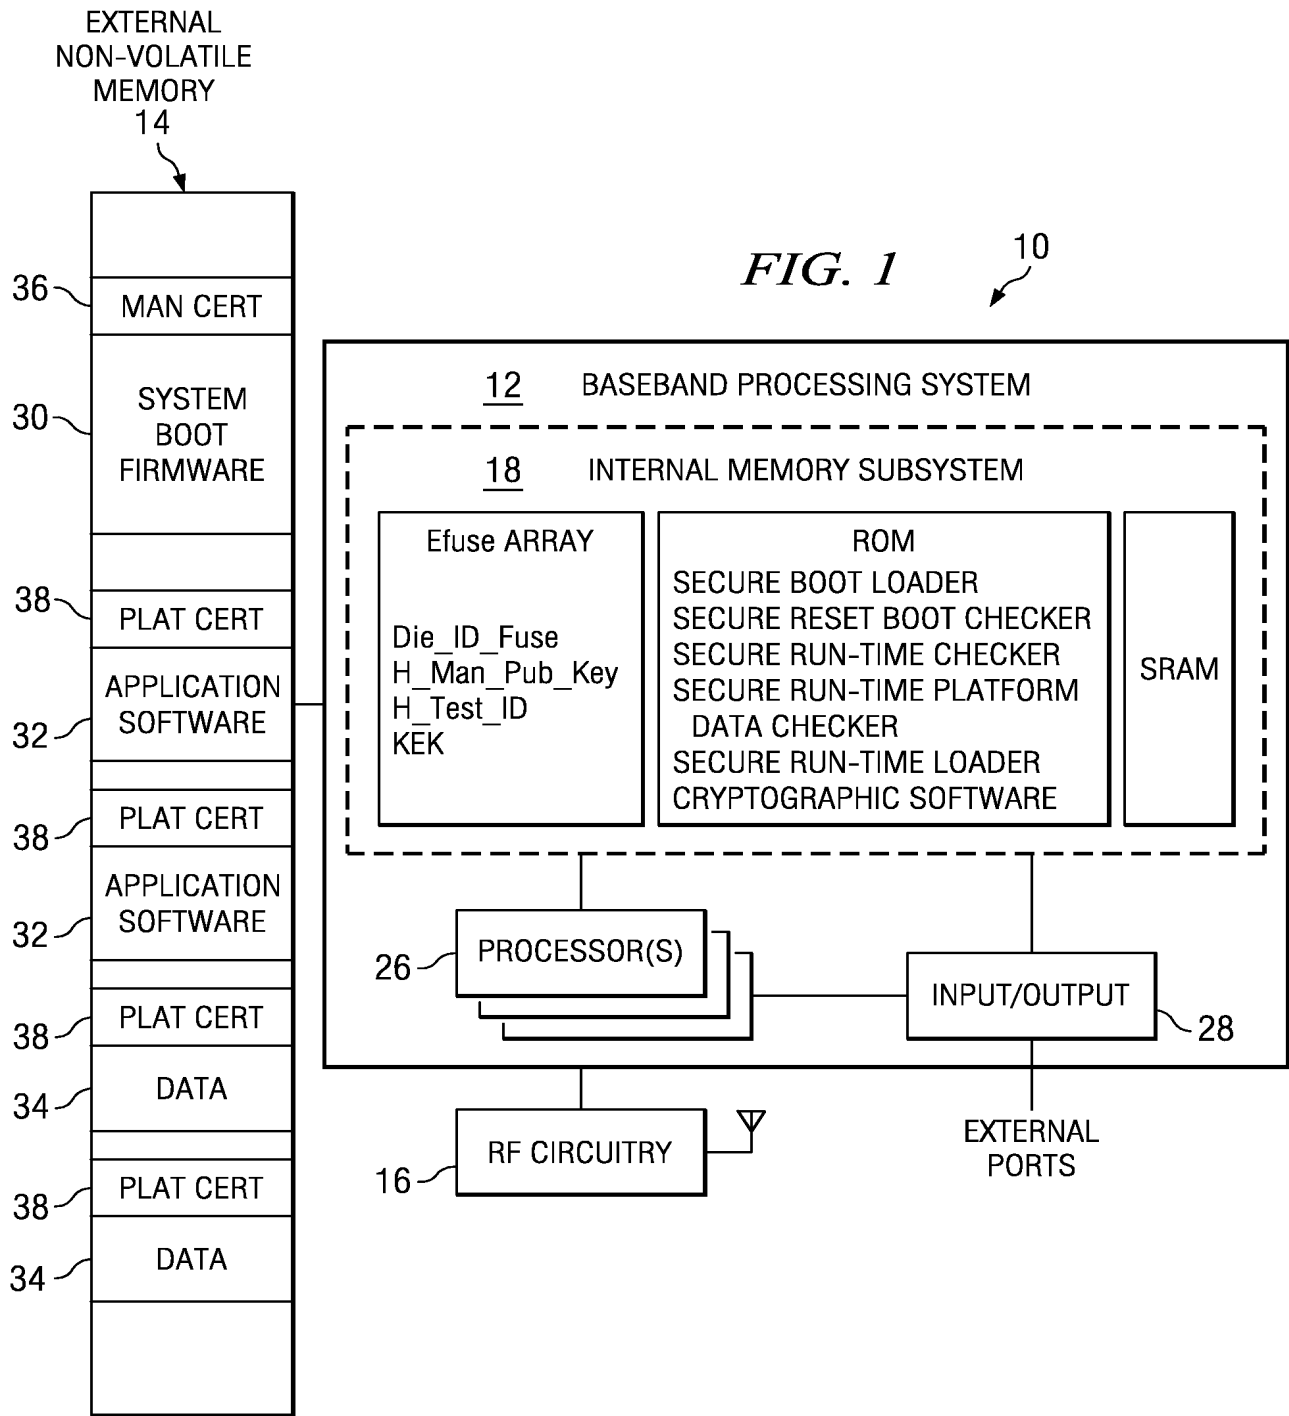 EXTERNAL
NON-VOLATILE
MEMORY
14
36
MAN CERT
30
SYSTEM
BOOT
FIRMWARE
38
PLAT CERT
32
APPLICATION
SOFTWARE
38
PLAT CERT
32
APPLICATION
SOFTWARE
38
PLAT CERT
34
DATA
38
PLAT CERT
34
DATA
FIG. 1
10
12 BASEBAND PROCESSING SYSTEM
18 INTERNAL MEMORY SUBSYSTEM
Efuse ARRAY
Die_ID_Fuse
H_Man_Pub_Key
H_Test_ID
KEK
ROM
SECURE BOOT LOADER
SECURE RESET BOOT CHECKER
SECURE RUN-TIME CHECKER
SECURE RUN-TIME PLATFORM
DATA CHECKER
SECURE RUN-TIME LOADER
CRYPTOGRAPHIC SOFTWARE
SRAM
26
PROCESSOR(S)
INPUT/OUTPUT
28
16
RF CIRCUITRY
EXTERNAL
PORTS